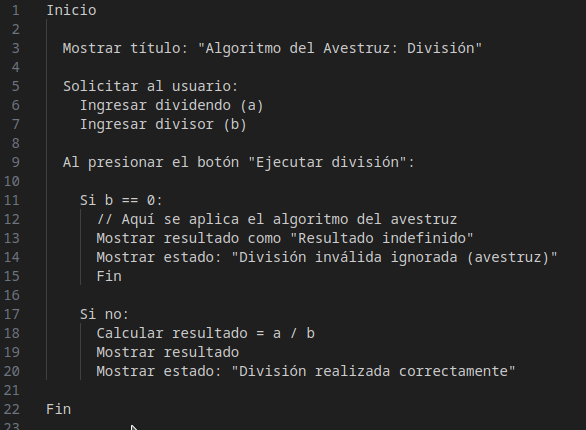 1 Inicio
2
3 Mostrar título: "Algoritmo del Avestruz: División"
4
5 Solicitar al usuario:
6 Ingresar dividendo (a)
7 Ingresar divisor (b)
8
9 Al presionar el botón "Ejecutar división":
10
11 Si b == 0:
12 // Aquí se aplica el algoritmo del avestruz
13 Mostrar resultado como "Resultado indefinido"
14 Mostrar estado: "División inválida ignorada (avestruz)"
15 Fin
16
17 Si no:
18 Calcular resultado = a / b
19 Mostrar resultado
20 Mostrar estado: "División realizada correctamente"
21
22 Fin
23